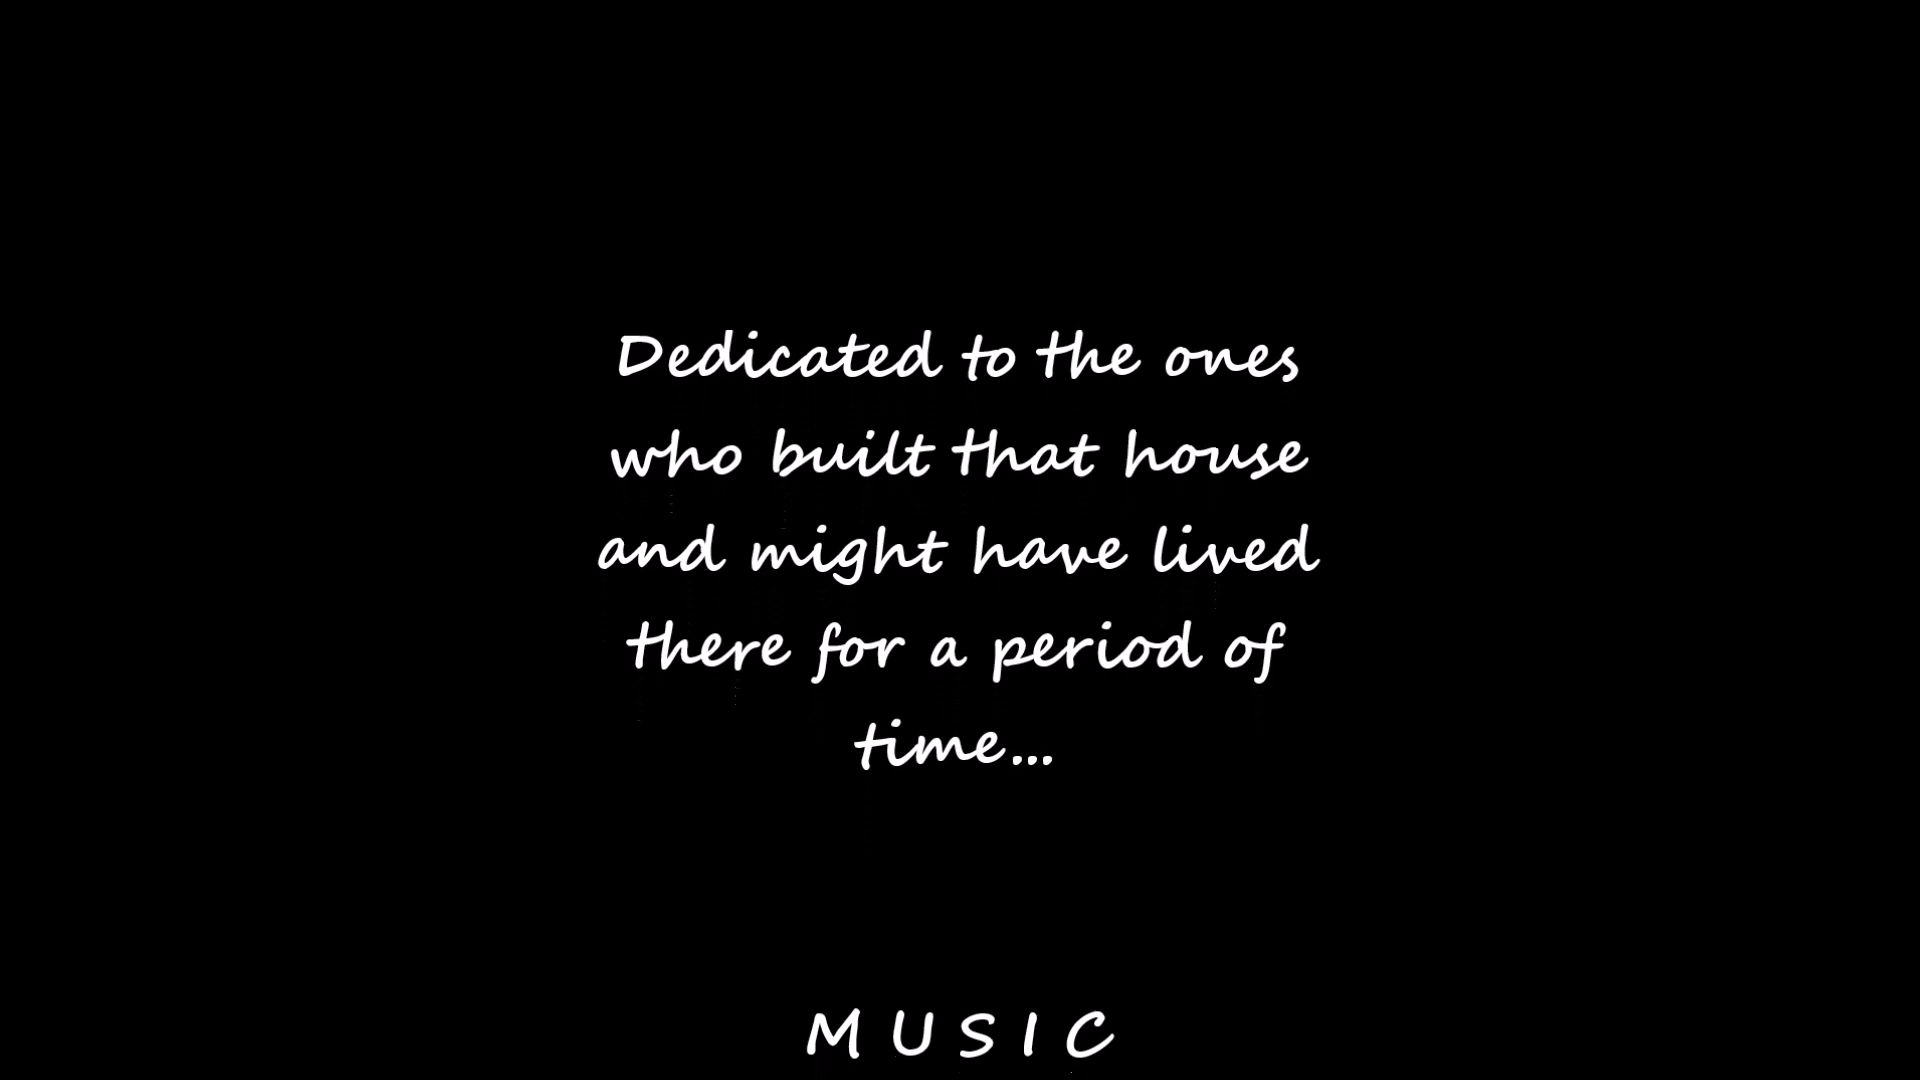 Dedicated to the ones
who built that house
and might have lived
there for a period of
time...
M U S I C